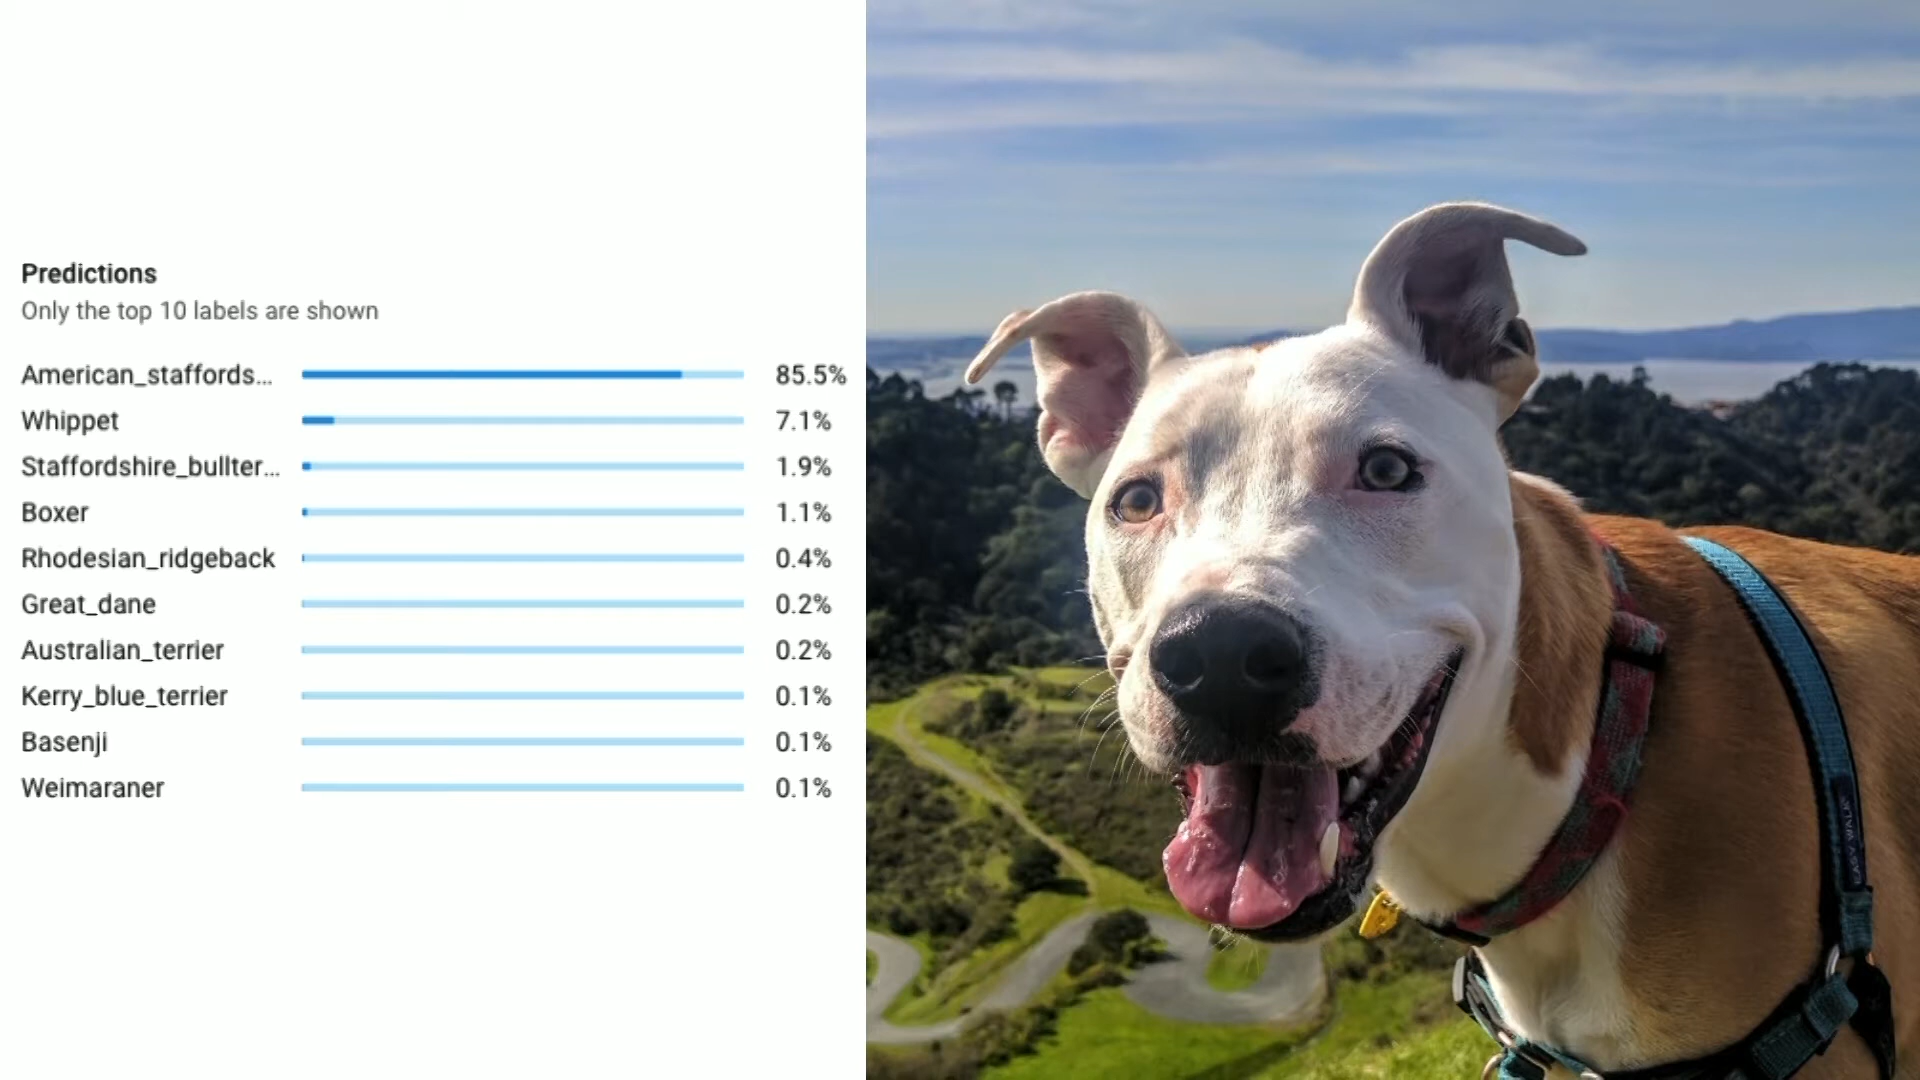 Predictions
Only the top 10 labels are shown
American_staffords... 85.5%
Whippet 7.1%
Staffordshire_bullter... 1.9%
Boxer 1.1%
Rhodesian_ridgeback 0.4%
Great_dane 0.2%
Australian_terrier 0.2%
Kerry_blue_terrier 0.1%
Basenji 0.1%
Weimaraner 0.1%
EASY WALK